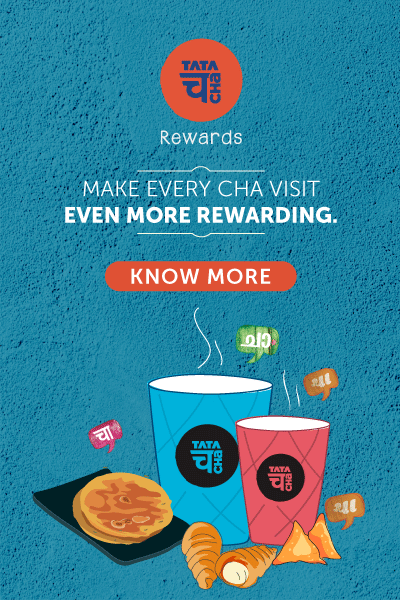 TATA
च
CHa
Rewards
MAKE EVERY CHA VISIT
EVEN MORE REWARDING.
KNOW MORE
चा
TATA
च
CHa
TATA
च
CHa